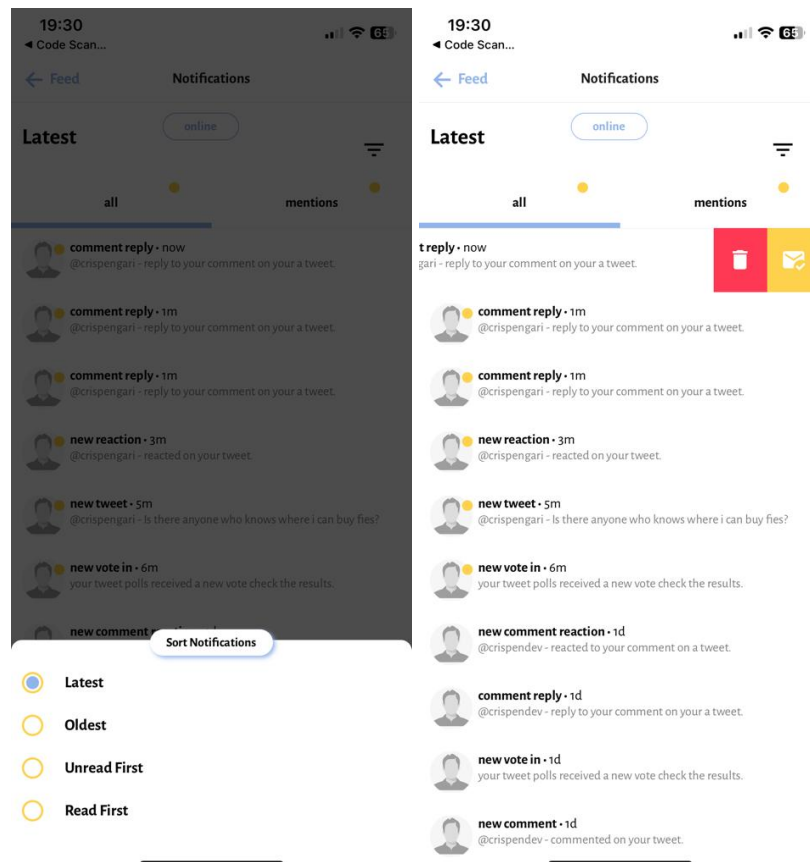 19:30
65
◀ Code Scan...
← Feed
Notifications
Latest
online
all
mentions
comment reply • now
@crispengari - reply to your comment on your a tweet.
comment reply • 1m
@crispengari - reply to your comment on your a tweet.
comment reply • 1m
@crispengari - reply to your comment on your a tweet.
new reaction • 3m
@crispengari - reacted on your tweet.
new tweet • 5m
@crispengari - Is there anyone who knows where i can buy fies?
new vote in • 6m
your tweet polls received a new vote check the results.
new comment
Sort Notifications
Latest
Oldest
Unread First
Read First
19:30
65
◀ Code Scan...
← Feed
Notifications
Latest
online
all
mentions
t reply • now
gari - reply to your comment on your a tweet.
comment reply • 1m
@crispengari - reply to your comment on your a tweet.
comment reply • 1m
@crispengari - reply to your comment on your a tweet.
new reaction • 3m
@crispengari - reacted on your tweet.
new tweet • 5m
@crispengari - Is there anyone who knows where i can buy fies?
new vote in • 6m
your tweet polls received a new vote check the results.
new comment reaction • 1d
@crispendev - reacted to your comment on a tweet.
comment reply • 1d
@crispendev - reply to your comment on your a tweet.
new vote in • 1d
your tweet polls received a new vote check the results.
new comment • 1d
@crispendev - commented on your tweet.